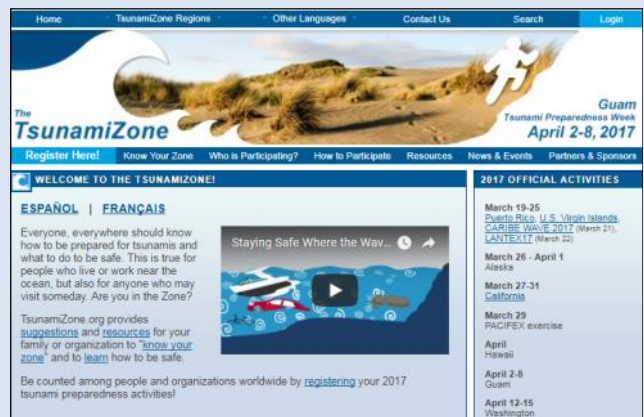 Home TsunamiZone Regions Other Languages Contact Us Search Login
The
TsunamiZone
Guam
Tsunami Preparedness Week
April 2-8, 2017
Register Here! Know Your Zone Who is Participating? How to Participate Resources News & Events Partners & Sponsors
WELCOME TO THE TSUNAMIZONE!
ESPAÑOL | FRANÇAIS
Everyone, everywhere should know
how to be prepared for tsunamis and
what to do to be safe. This is true for
people who live or work near the
ocean, but also for anyone who may
visit someday. Are you in the Zone?
TsunamiZone.org provides
suggestions and resources for your
family or organization to "know your
zone" and to learn how to be safe.
Staying Safe Where the Wav...
Be counted among people and organizations worldwide by registering your 2017
tsunami preparedness activities!
2017 OFFICIAL ACTIVITIES
March 19-25
Puerto Rico, U.S. Virgin Islands,
CARIBE WAVE 2017 (March 21),
LANTEX17 (March 22)
March 26 - April 1
Alaska
March 27-31
California
March 29
PACIFEX exercise
April
Hawaii
April 2-8
Guam
April 12-15
Washington